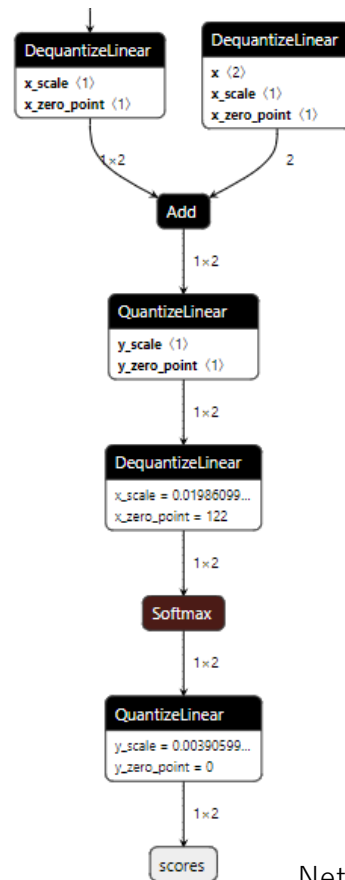 DequantizeLinear
x_scale 〈1〉
x_zero_point 〈1〉
DequantizeLinear
x 〈2〉
x_scale 〈1〉
x_zero_point 〈1〉
1×2
2
Add
1×2
QuantizeLinear
y_scale 〈1〉
y_zero_point 〈1〉
1×2
DequantizeLinear
x_scale = 0.01986099...
x_zero_point = 122
1×2
Softmax
1×2
QuantizeLinear
y_scale = 0.00390599...
y_zero_point = 0
1×2
scores
Net